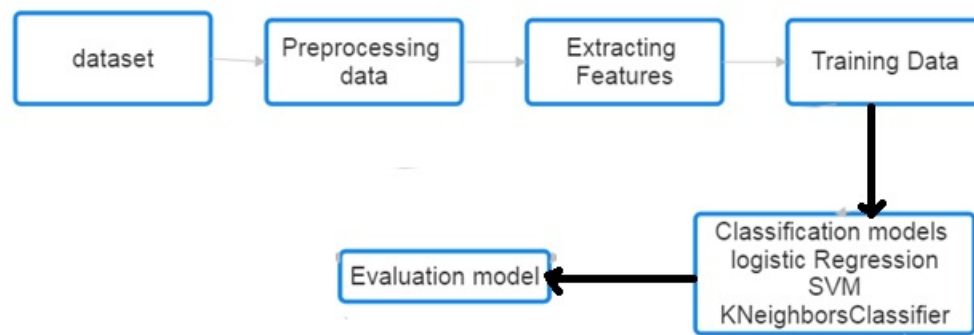 dataset
Preprocessing
data
Extracting
Features
Training Data
Classification models
logistic Regression
SVM
KNeighborsClassifier
Evaluation model